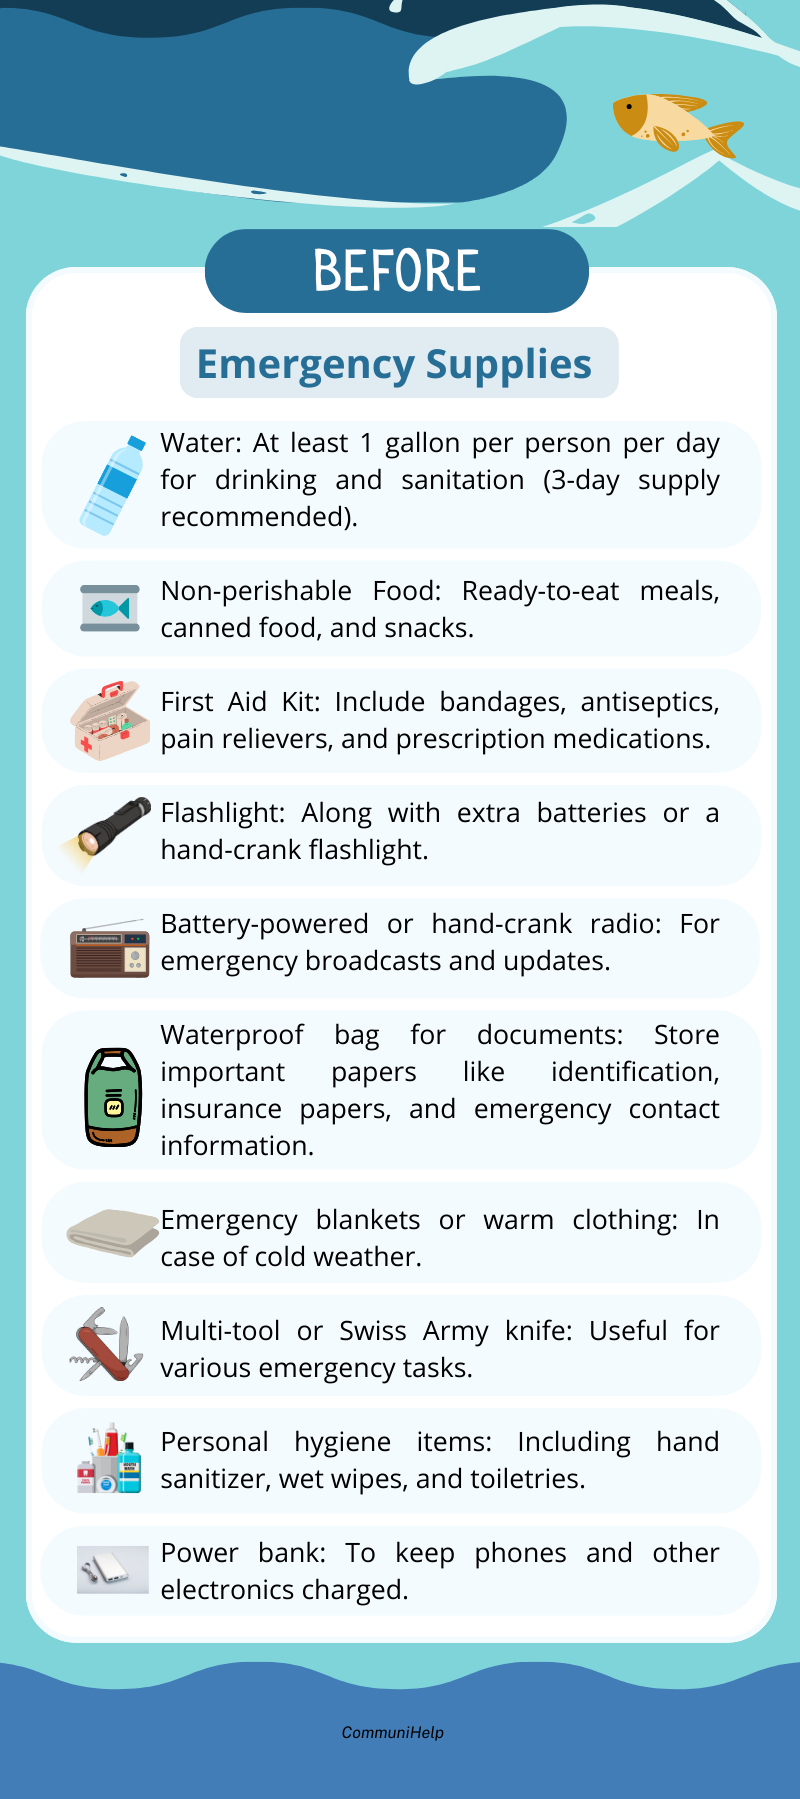 BEFORE
Emergency Supplies
Water: At least 1 gallon per person per day
for drinking and sanitation (3-day supply
recommended).
Non-perishable Food: Ready-to-eat meals,
canned food, and snacks.
First Aid Kit: Include bandages, antiseptics,
pain relievers, and prescription medications.
Flashlight: Along with extra batteries or a
hand-crank flashlight.
Battery-powered or hand-crank radio: For
emergency broadcasts and updates.
Waterproof bag for documents: Store
important papers like identification,
insurance papers, and emergency contact
information.
Emergency blankets or warm clothing: In
case of cold weather.
Multi-tool or Swiss Army knife: Useful for
various emergency tasks.
Personal hygiene items: Including hand
sanitizer, wet wipes, and toiletries.
Power bank: To keep phones and other
electronics charged.
CommuniHelp